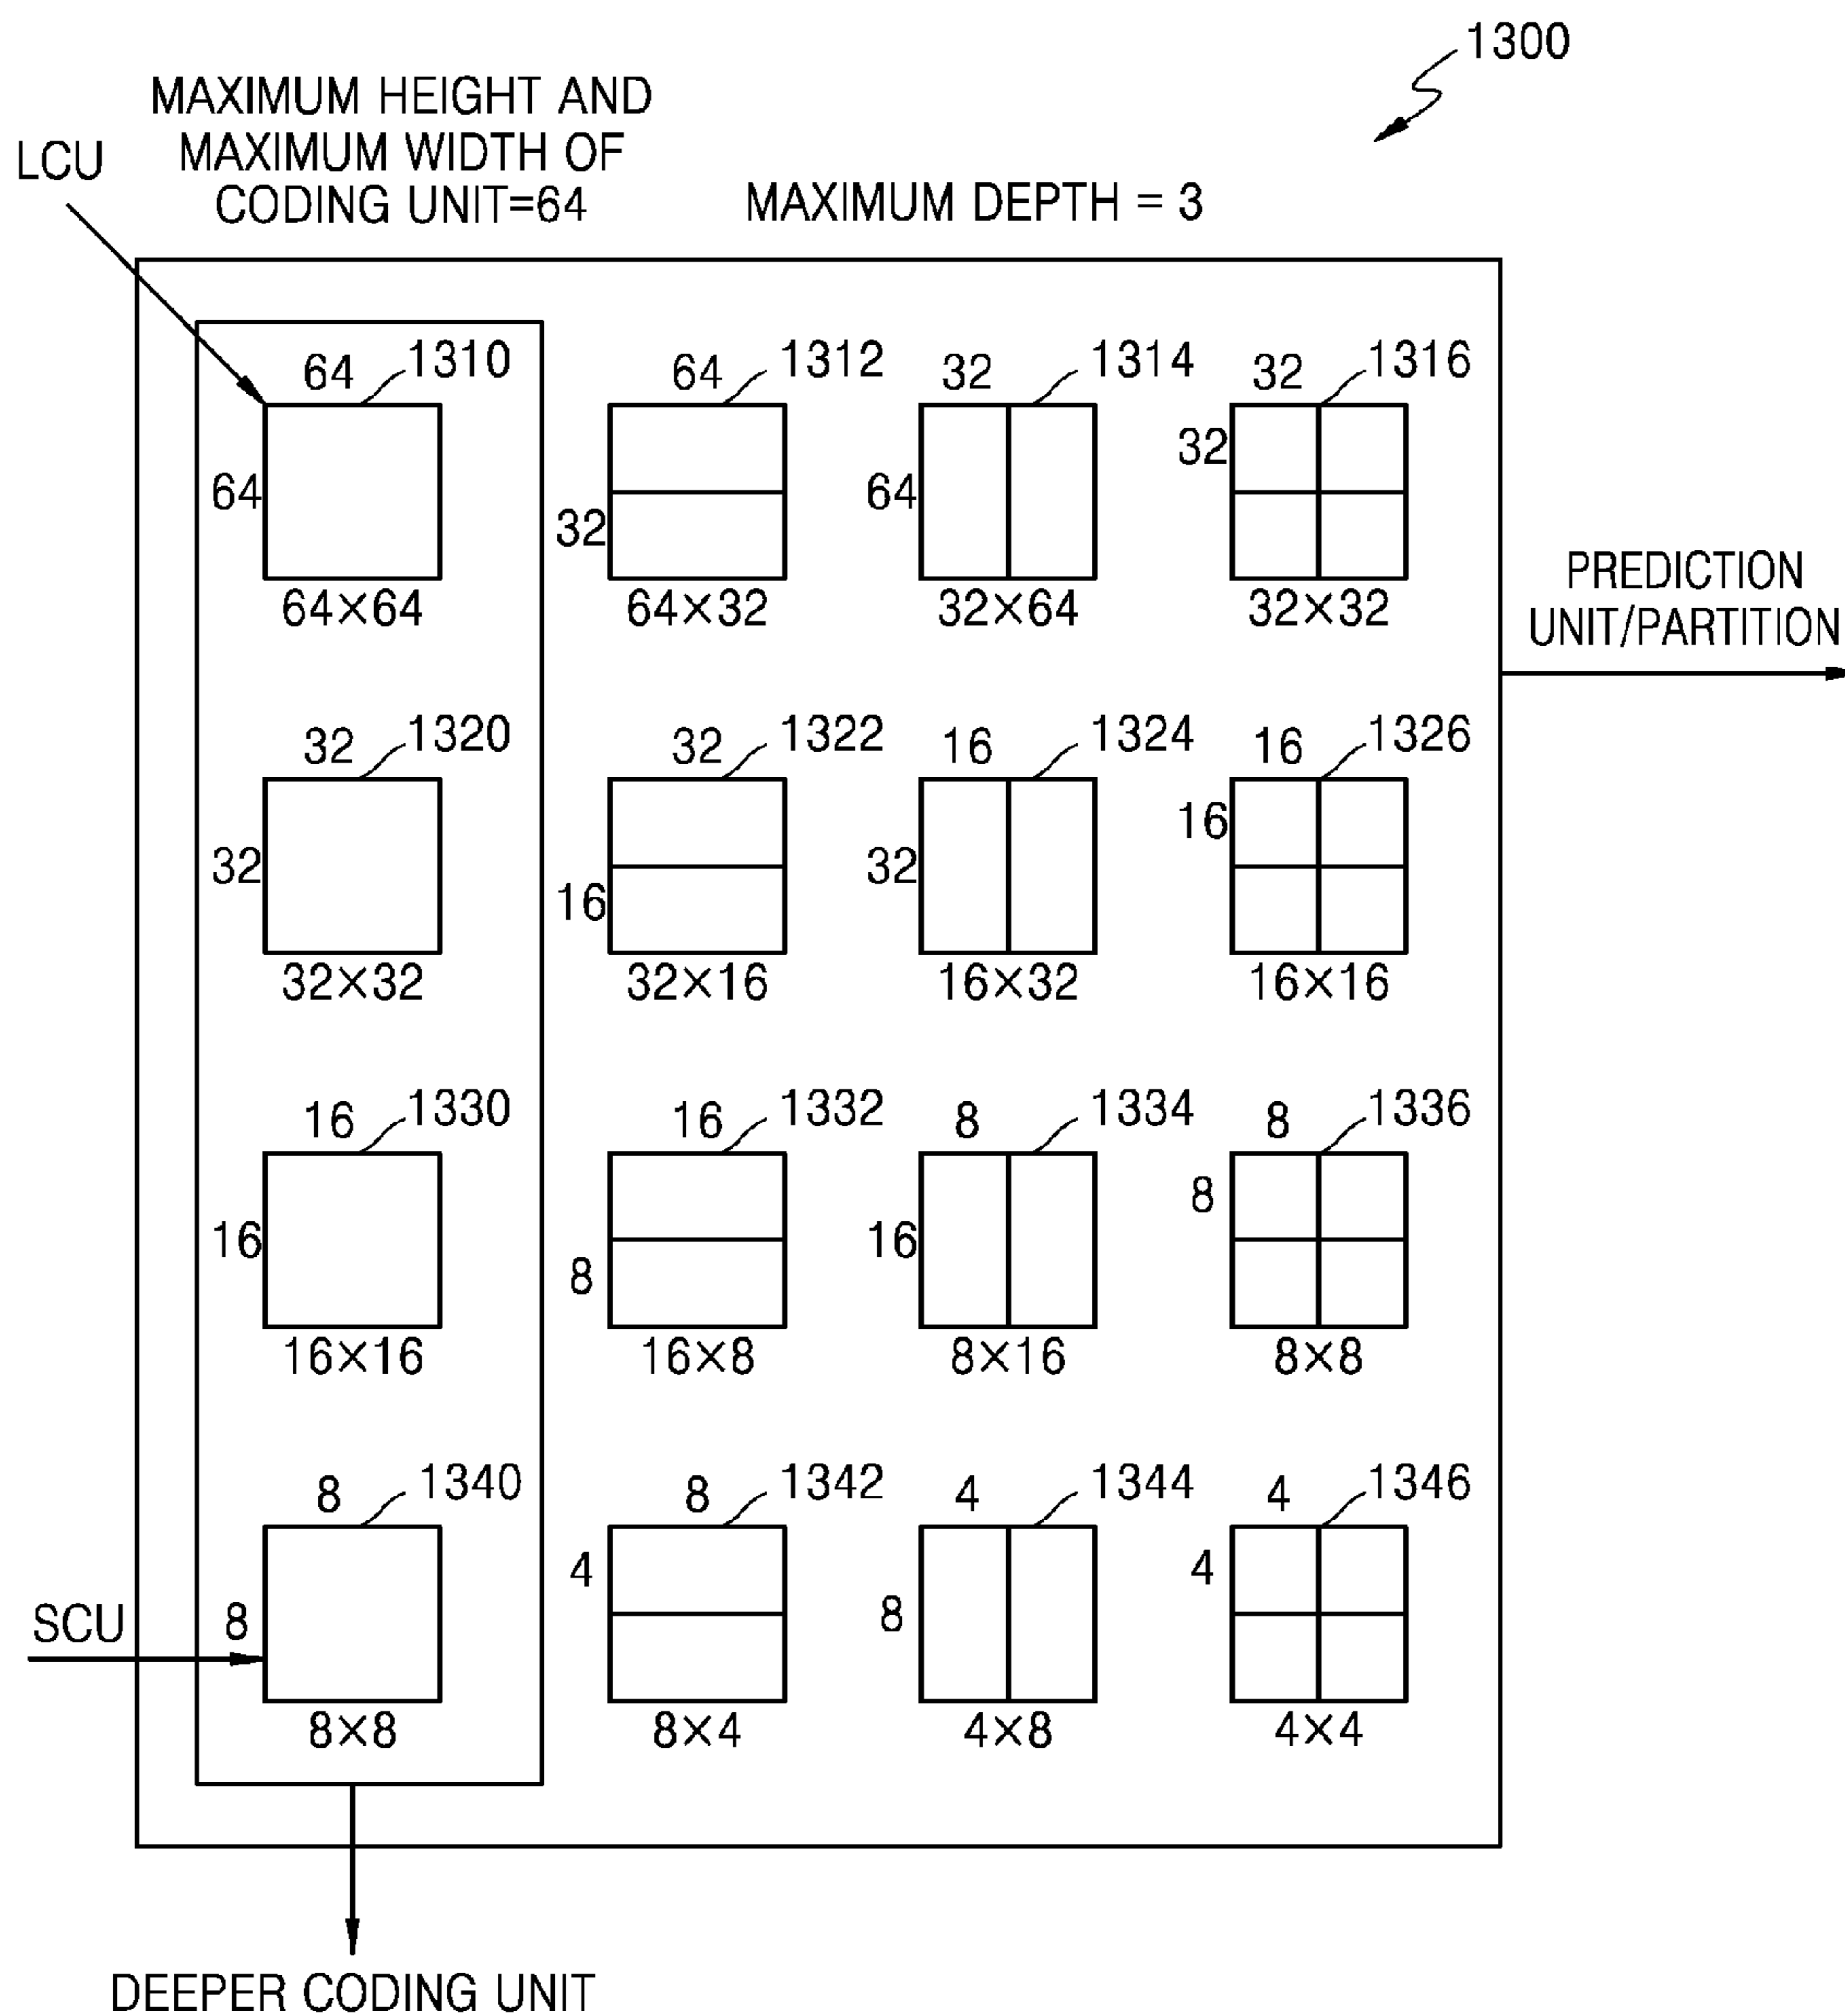 1300
MAXIMUM HEIGHT AND
MAXIMUM WIDTH OF
CODING UNIT=64
LCU
MAXIMUM DEPTH = 3
64 1310 64 1312 32 1314 32 1316
64 32 64 32
64×64 64×32 32×64 32×32
PREDICTION
UNIT/PARTITION
32 1320 32 1322 16 1324 16 1326
32 16 32 16
32×32 32×16 16×32 16×16
16 1330 16 1332 8 1334 8 1336
16 8 16 8
16×16 16×8 8×16 8×8
8 1340 8 1342 4 1344 4 1346
SCU 8 4 8 4
8×8 8×4 4×8 4×4
DEEPER CODING UNIT